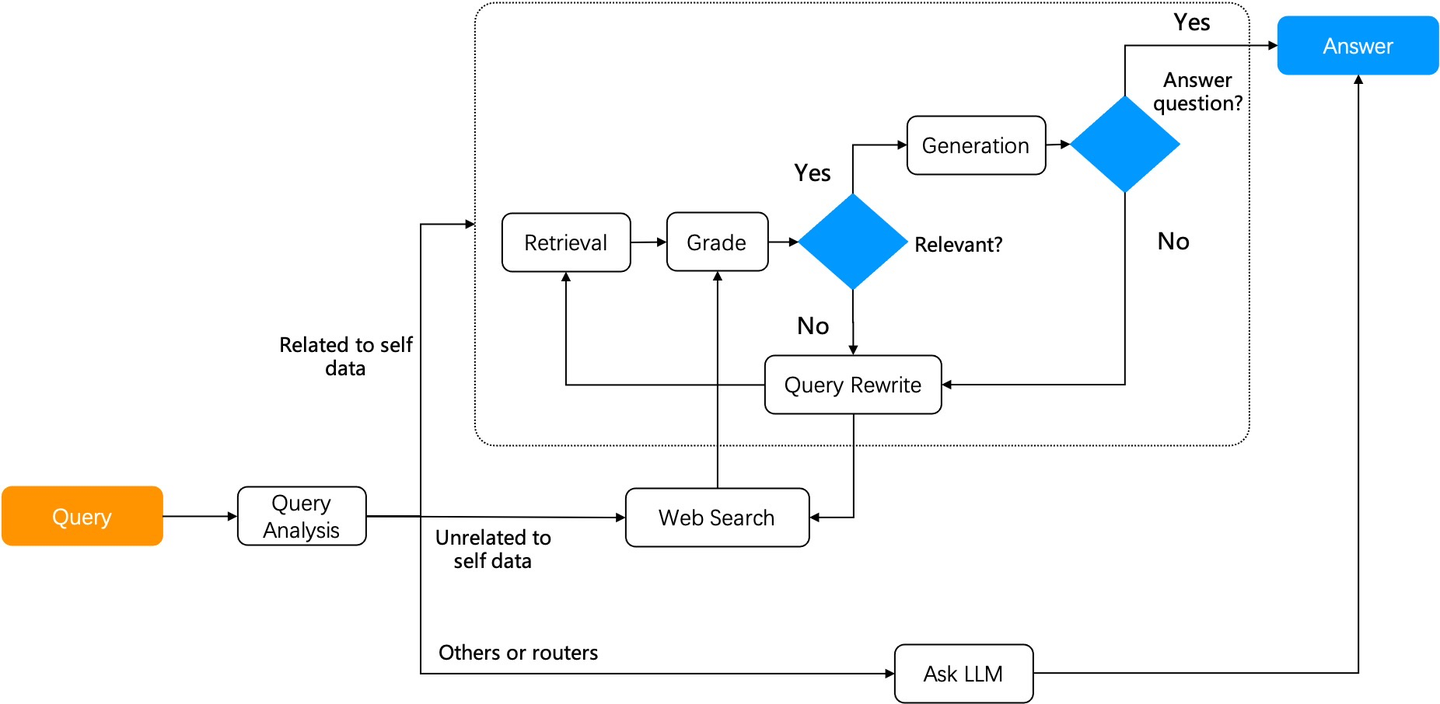 Yes
Answer
Answer
question?
Generation
Yes
Retrieval
Grade
Relevant?
No
No
Related to self
data
Query Rewrite
Query
Query
Analysis
Web Search
Unrelated to
self data
Others or routers
Ask LLM